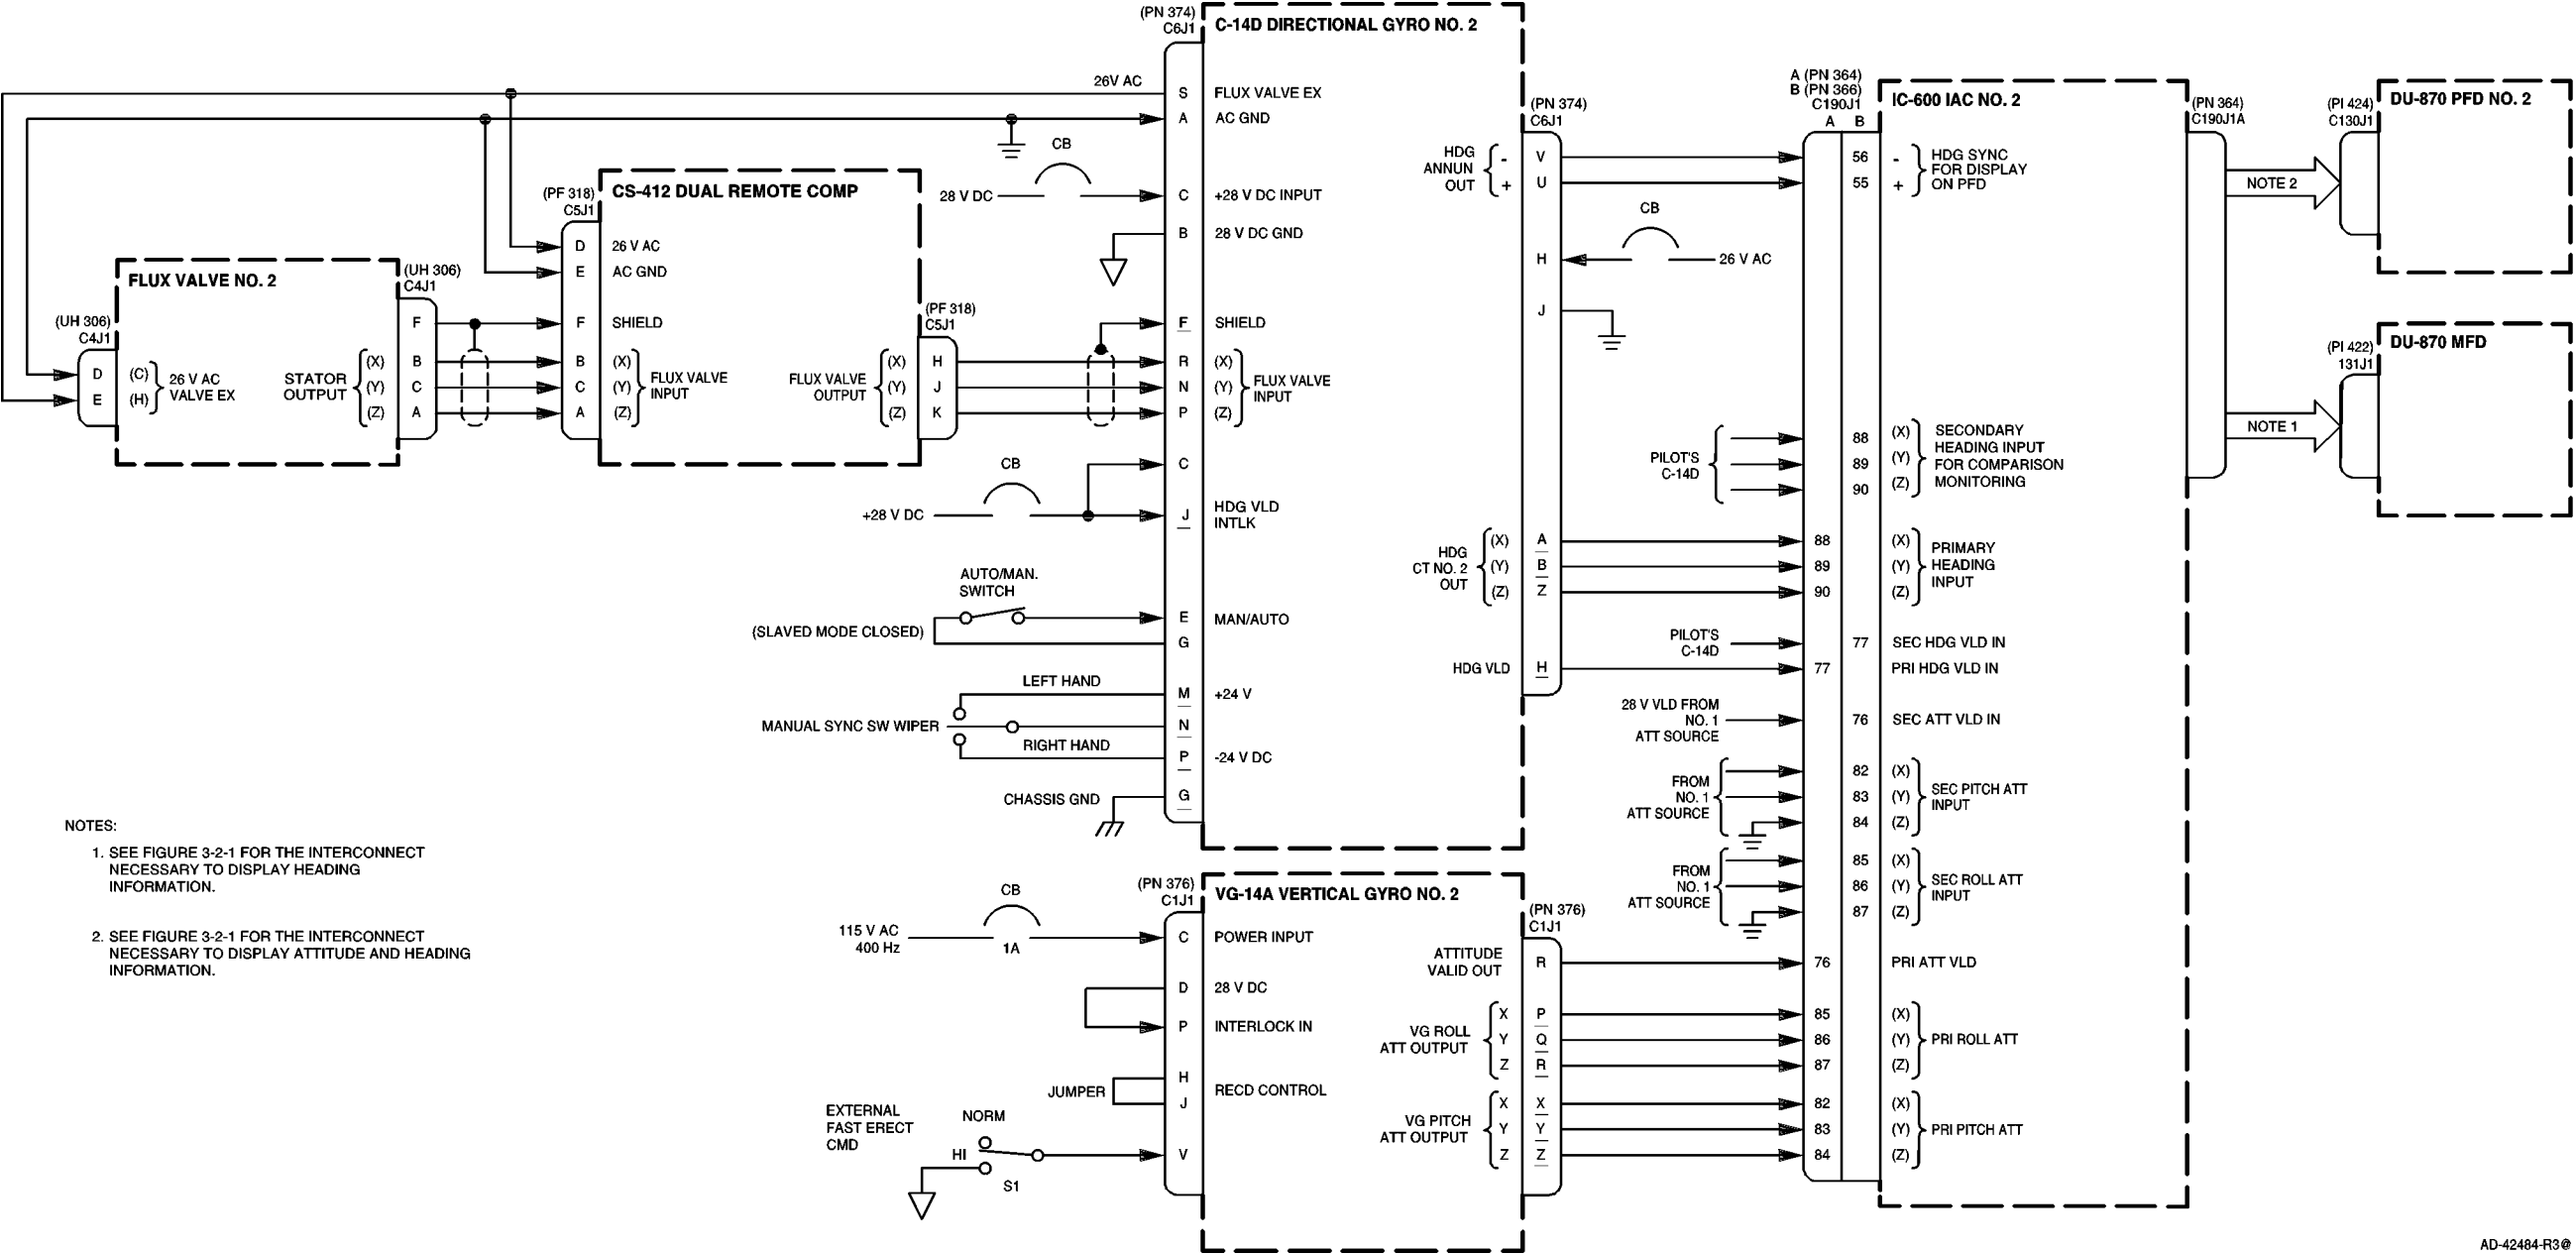 (PN 374)
C6J1
C-14D DIRECTIONAL GYRO NO. 2
26V AC
S
FLUX VALVE EX
A
AC GND
CB
28 V DC
C
+28 V DC INPUT
B
28 V DC GND
(PF 318)
C5J1
CS-412 DUAL REMOTE COMP
D
26 V AC
E
AC GND
F
SHIELD
B
(X)
C
(Y)
FLUX VALVE
INPUT
A
(Z)
FLUX VALVE NO. 2
(UH 306)
C4J1
(UH 306)
C4J1
D
(C)
E
(H)
26 V AC
VALVE EX
STATOR
OUTPUT
(X)
(Y)
(Z)
F
B
C
A
(PF 318)
C5J1
FLUX VALVE
OUTPUT
(X)
(Y)
(Z)
H
J
K
F
SHIELD
R
(X)
N
(Y)
P
(Z)
FLUX VALVE
INPUT
CB
+28 V DC
C
J
HDG VLD
INTLK
AUTO/MAN.
SWITCH
(SLAVED MODE CLOSED)
E
MAN/AUTO
G
LEFT HAND
M
+24 V
MANUAL SYNC SW WIPER
N
RIGHT HAND
P
-24 V DC
CHASSIS GND
G
(PN 374)
C6J1
HDG
ANNUN
OUT
-
+
V
U
H
CB
26 V AC
J
HDG
CT NO. 2
OUT
(X)
(Y)
(Z)
A
B
Z
HDG VLD
H
A (PN 364)
B (PN 366)
C190J1
A
B
IC-600 IAC NO. 2
56
-
55
+
HDG SYNC
FOR DISPLAY
ON PFD
PILOT'S
C-14D
88
89
90
(X)
(Y)
(Z)
SECONDARY
HEADING INPUT
FOR COMPARISON
MONITORING
88
89
90
(X)
(Y)
(Z)
PRIMARY
HEADING
INPUT
PILOT'S
C-14D
77
SEC HDG VLD IN
77
PRI HDG VLD IN
28 V VLD FROM
NO. 1
ATT SOURCE
76
SEC ATT VLD IN
FROM
NO. 1
ATT SOURCE
82
83
84
(X)
(Y)
(Z)
SEC PITCH ATT
INPUT
FROM
NO. 1
ATT SOURCE
85
86
87
(X)
(Y)
(Z)
SEC ROLL ATT
INPUT
76
PRI ATT VLD
85
86
87
(X)
(Y)
(Z)
PRI ROLL ATT
82
83
84
(X)
(Y)
(Z)
PRI PITCH ATT
(PN 364)
C190J1A
NOTE 2
(PI 424)
C130J1
DU-870 PFD NO. 2
NOTE 1
(PI 422)
131J1
DU-870 MFD
(PN 376)
C1J1
VG-14A VERTICAL GYRO NO. 2
115 V AC
400 Hz
CB
1A
C
POWER INPUT
D
28 V DC
P
INTERLOCK IN
JUMPER
H
J
RECD CONTROL
EXTERNAL
FAST ERECT
CMD
NORM
HI
S1
V
(PN 376)
C1J1
ATTITUDE
VALID OUT
R
VG ROLL
ATT OUTPUT
X
Y
Z
P
Q
R
VG PITCH
ATT OUTPUT
X
Y
Z
X
Y
Z
NOTES:
1. SEE FIGURE 3-2-1 FOR THE INTERCONNECT
NECESSARY TO DISPLAY HEADING
INFORMATION.
2. SEE FIGURE 3-2-1 FOR THE INTERCONNECT
NECESSARY TO DISPLAY ATTITUDE AND HEADING
INFORMATION.
AD-42484-R3@